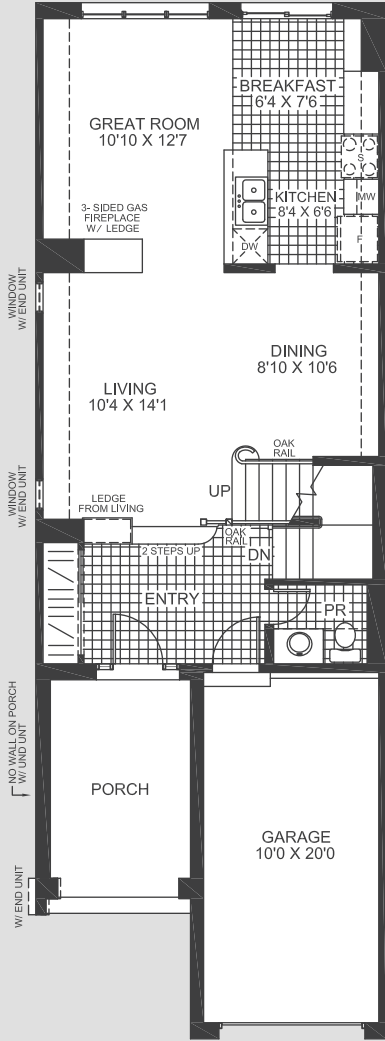 BREAKFAST
6'4 X 7'6
GREAT ROOM
10'10 X 12'7
S
MW
KITCHEN
8'4 X 6'6
3- SIDED GAS
FIREPLACE
W/ LEDGE
F
DW
WINDOW
W/ END UNIT
DINING
8'10 X 10'6
LIVING
10'4 X 14'1
OAK
RAIL
WINDOW
W/ END UNIT
UP
LEDGE
FROM LIVING
OAK
RAIL
2 STEPS UP
DN
ENTRY
PR
NO WALL ON PORCH
W/ UND UNT
PORCH
GARAGE
10'0 X 20'0
W/ END UNIT